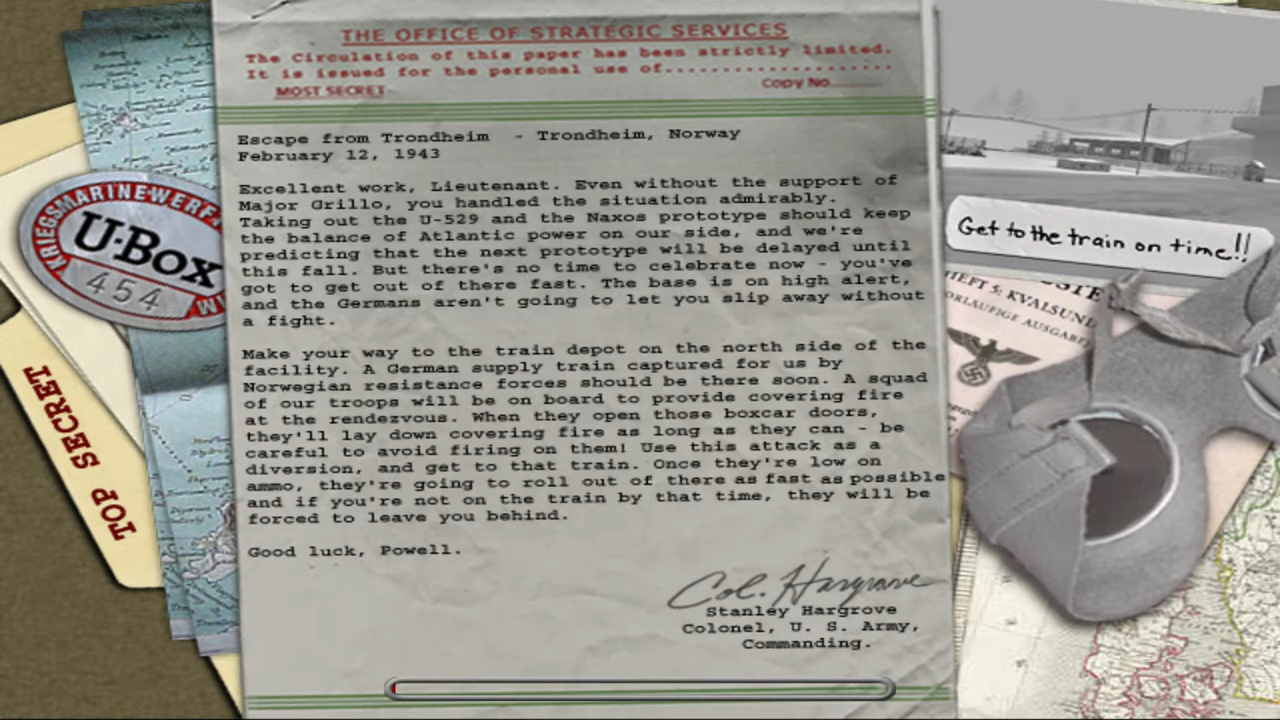 THE OFFICE OF STRATEGIC SERVICES
The Circulation of this paper has been strictly limited.
It is issued for the personal use of....................
MOST SECRET
Copy No.
Escape from Trondheim - Trondheim, Norway
February 12, 1943
Excellent work, Lieutenant. Even without the support of
Major Grillo, you handled the situation admirably.
Taking out the U-529 and the Naxos prototype should keep
the balance of Atlantic power on our side, and we're
predicting that the next prototype will be delayed until
this fall. But there's no time to celebrate now - you've
got to get out of there fast. The base is on high alert,
and the Germans aren't going to let you slip away without
a fight.
Make your way to the train depot on the north side of the
facility. A German supply train captured for us by
Norwegian resistance forces should be there soon. A squad
of our troops will be on board to provide covering fire
at the rendezvous. When they open those boxcar doors,
they'll lay down covering fire as long as they can - be
careful to avoid firing on them! Use this attack as a
diversion, and get to that train. Once they're low on
ammo, they're going to roll out of there as fast as possible
and if you're not on the train by that time, they will be
forced to leave you behind.
Good luck, Powell.
Col. Hargrove
Stanley Hargrove
Colonel, U. S. Army,
Commanding.
KRIEGSMARINEWERF
U-Box
454
TOP SECRET
Get to the train on time!!
HEFT 5: KVALSUND